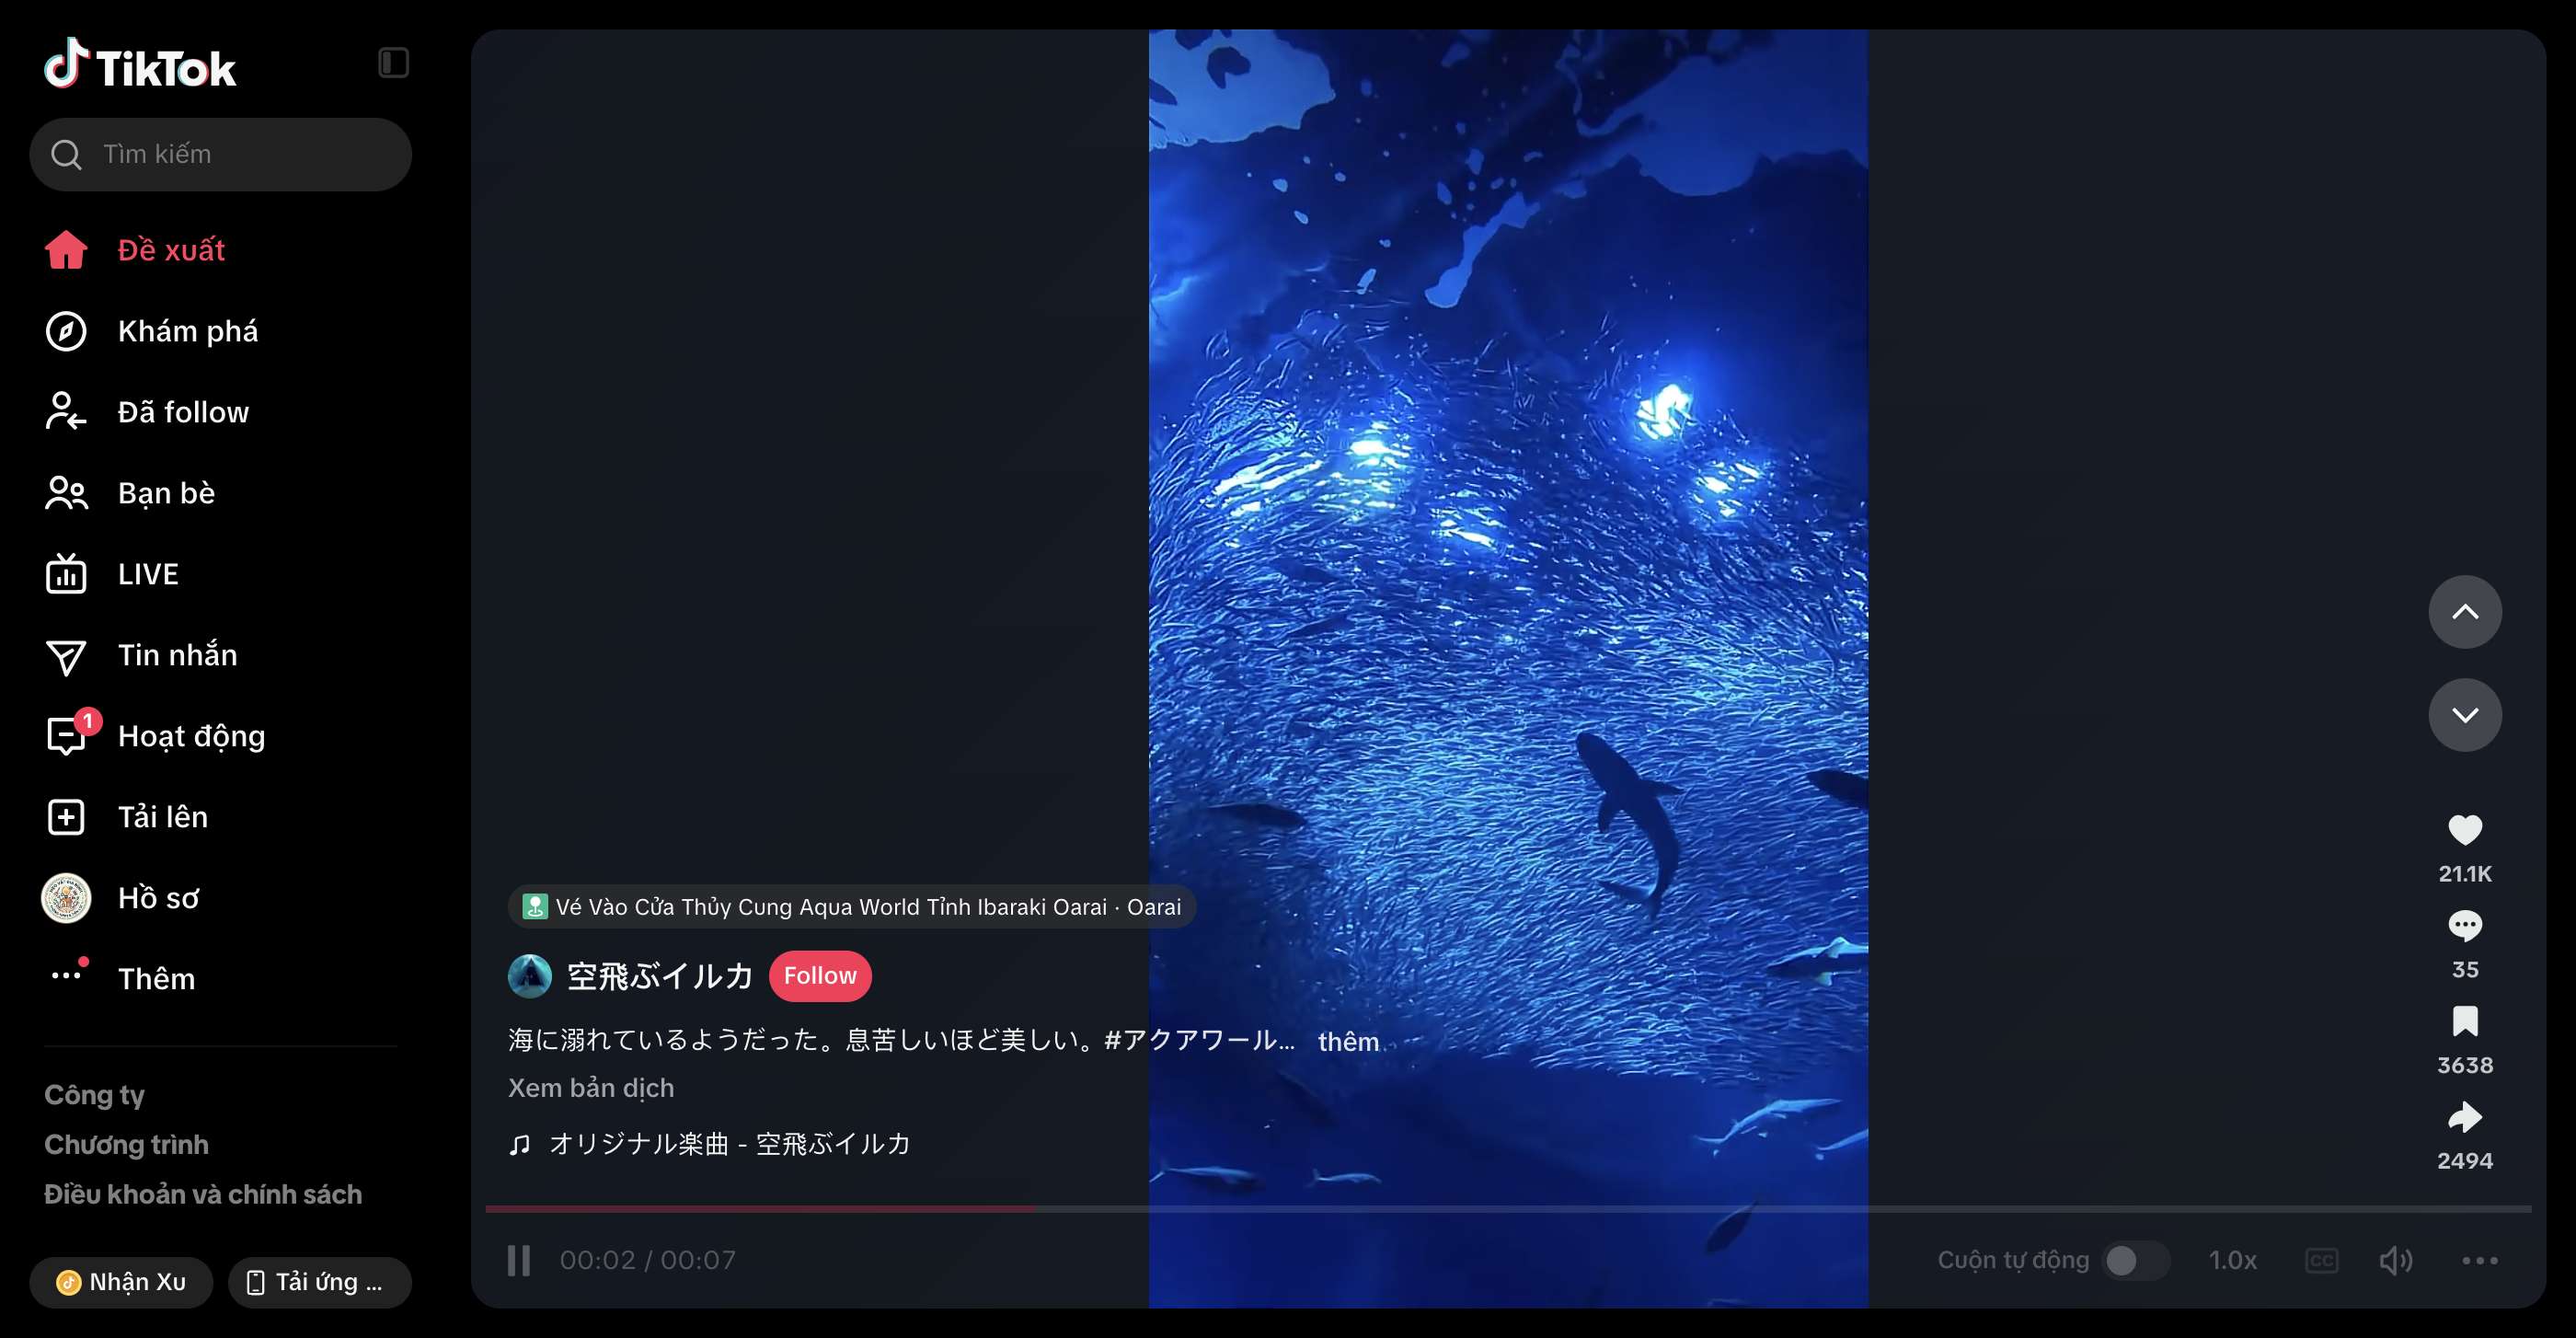 TikTok
Tìm kiếm
Đề xuất
Khám phá
Đã follow
Bạn bè
LIVE
Tin nhắn
1
Hoạt động
Tải lên
Hồ sơ
Thêm
Công ty
Chương trình
Điều khoản và chính sách
Nhận Xu
Tải ứng ...
Vé Vào Cửa Thủy Cung Aqua World Tỉnh Ibaraki Oarai · Oarai
空飛ぶイルカ Follow
海に溺れているようだった。息苦しいほど美しい。#アクアワール... thêm
Xem bản dịch
オリジナル楽曲 - 空飛ぶイルカ
00:02 / 00:07
21.1K
35
3638
2494
Cuộn tự động
1.0x
CC